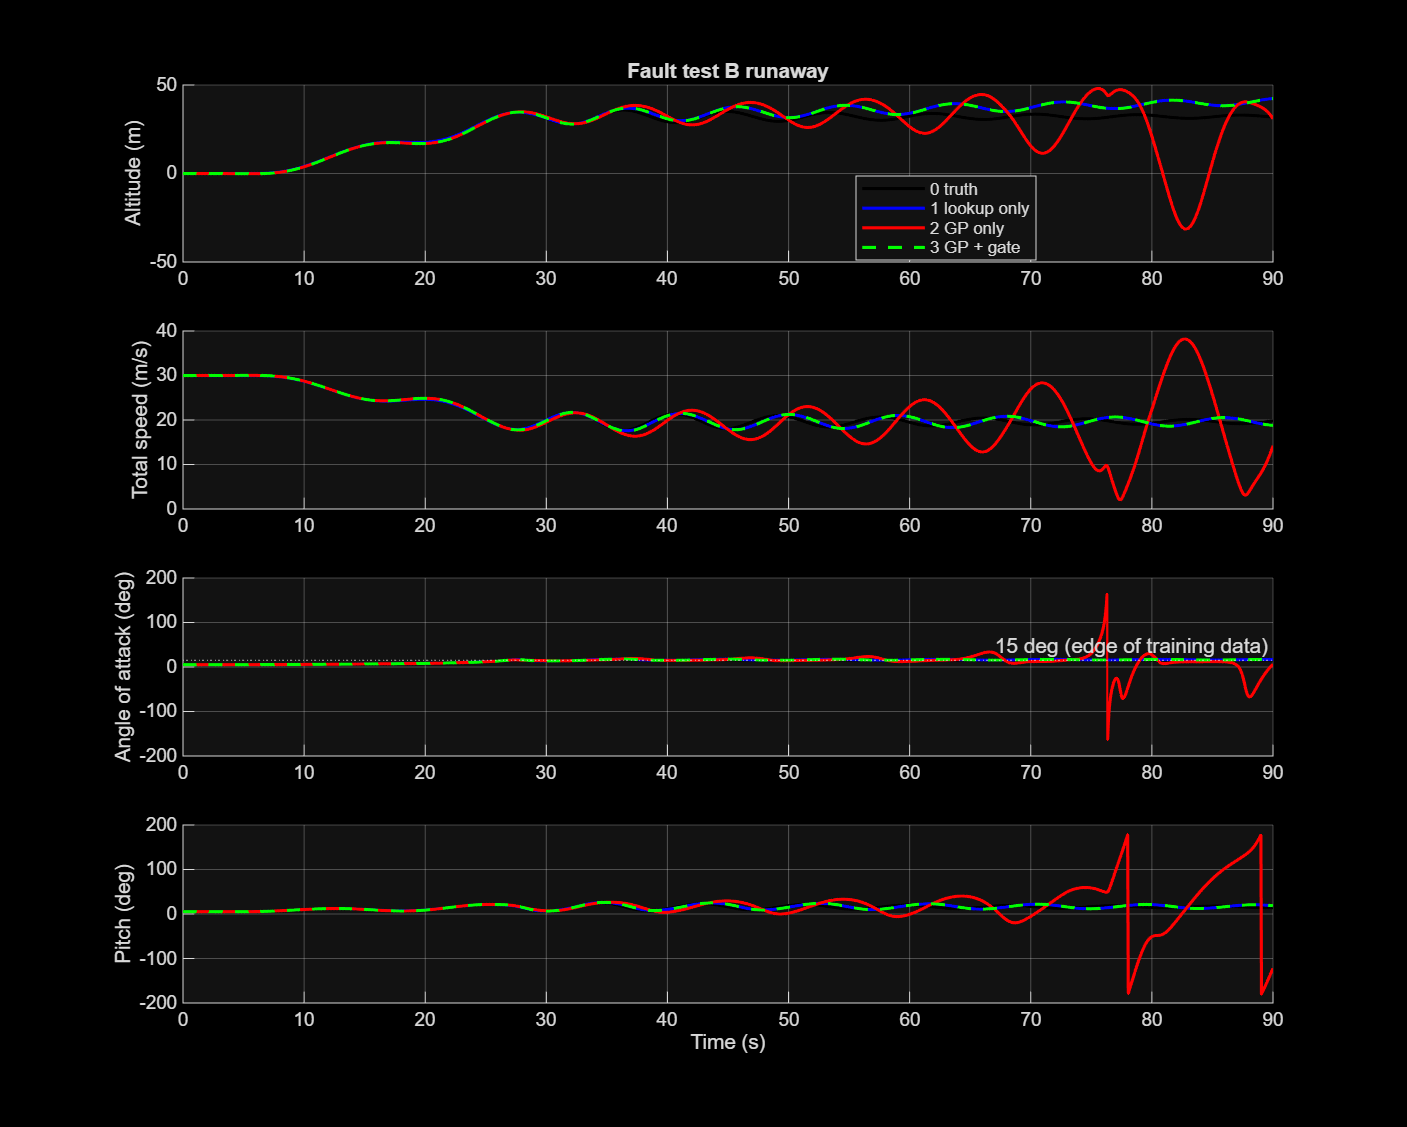 Fault test B runaway
Altitude (m)
50
0
-50
0 10 20 30 40 50 60 70 80 90
0 truth
1 lookup only
2 GP only
3 GP + gate
Total speed (m/s)
40
30
20
10
0
0 10 20 30 40 50 60 70 80 90
Angle of attack (deg)
200
100
0
-100
-200
15 deg (edge of training data)
0 10 20 30 40 50 60 70 80 90
Pitch (deg)
200
100
0
-100
-200
0 10 20 30 40 50 60 70 80 90
Time (s)